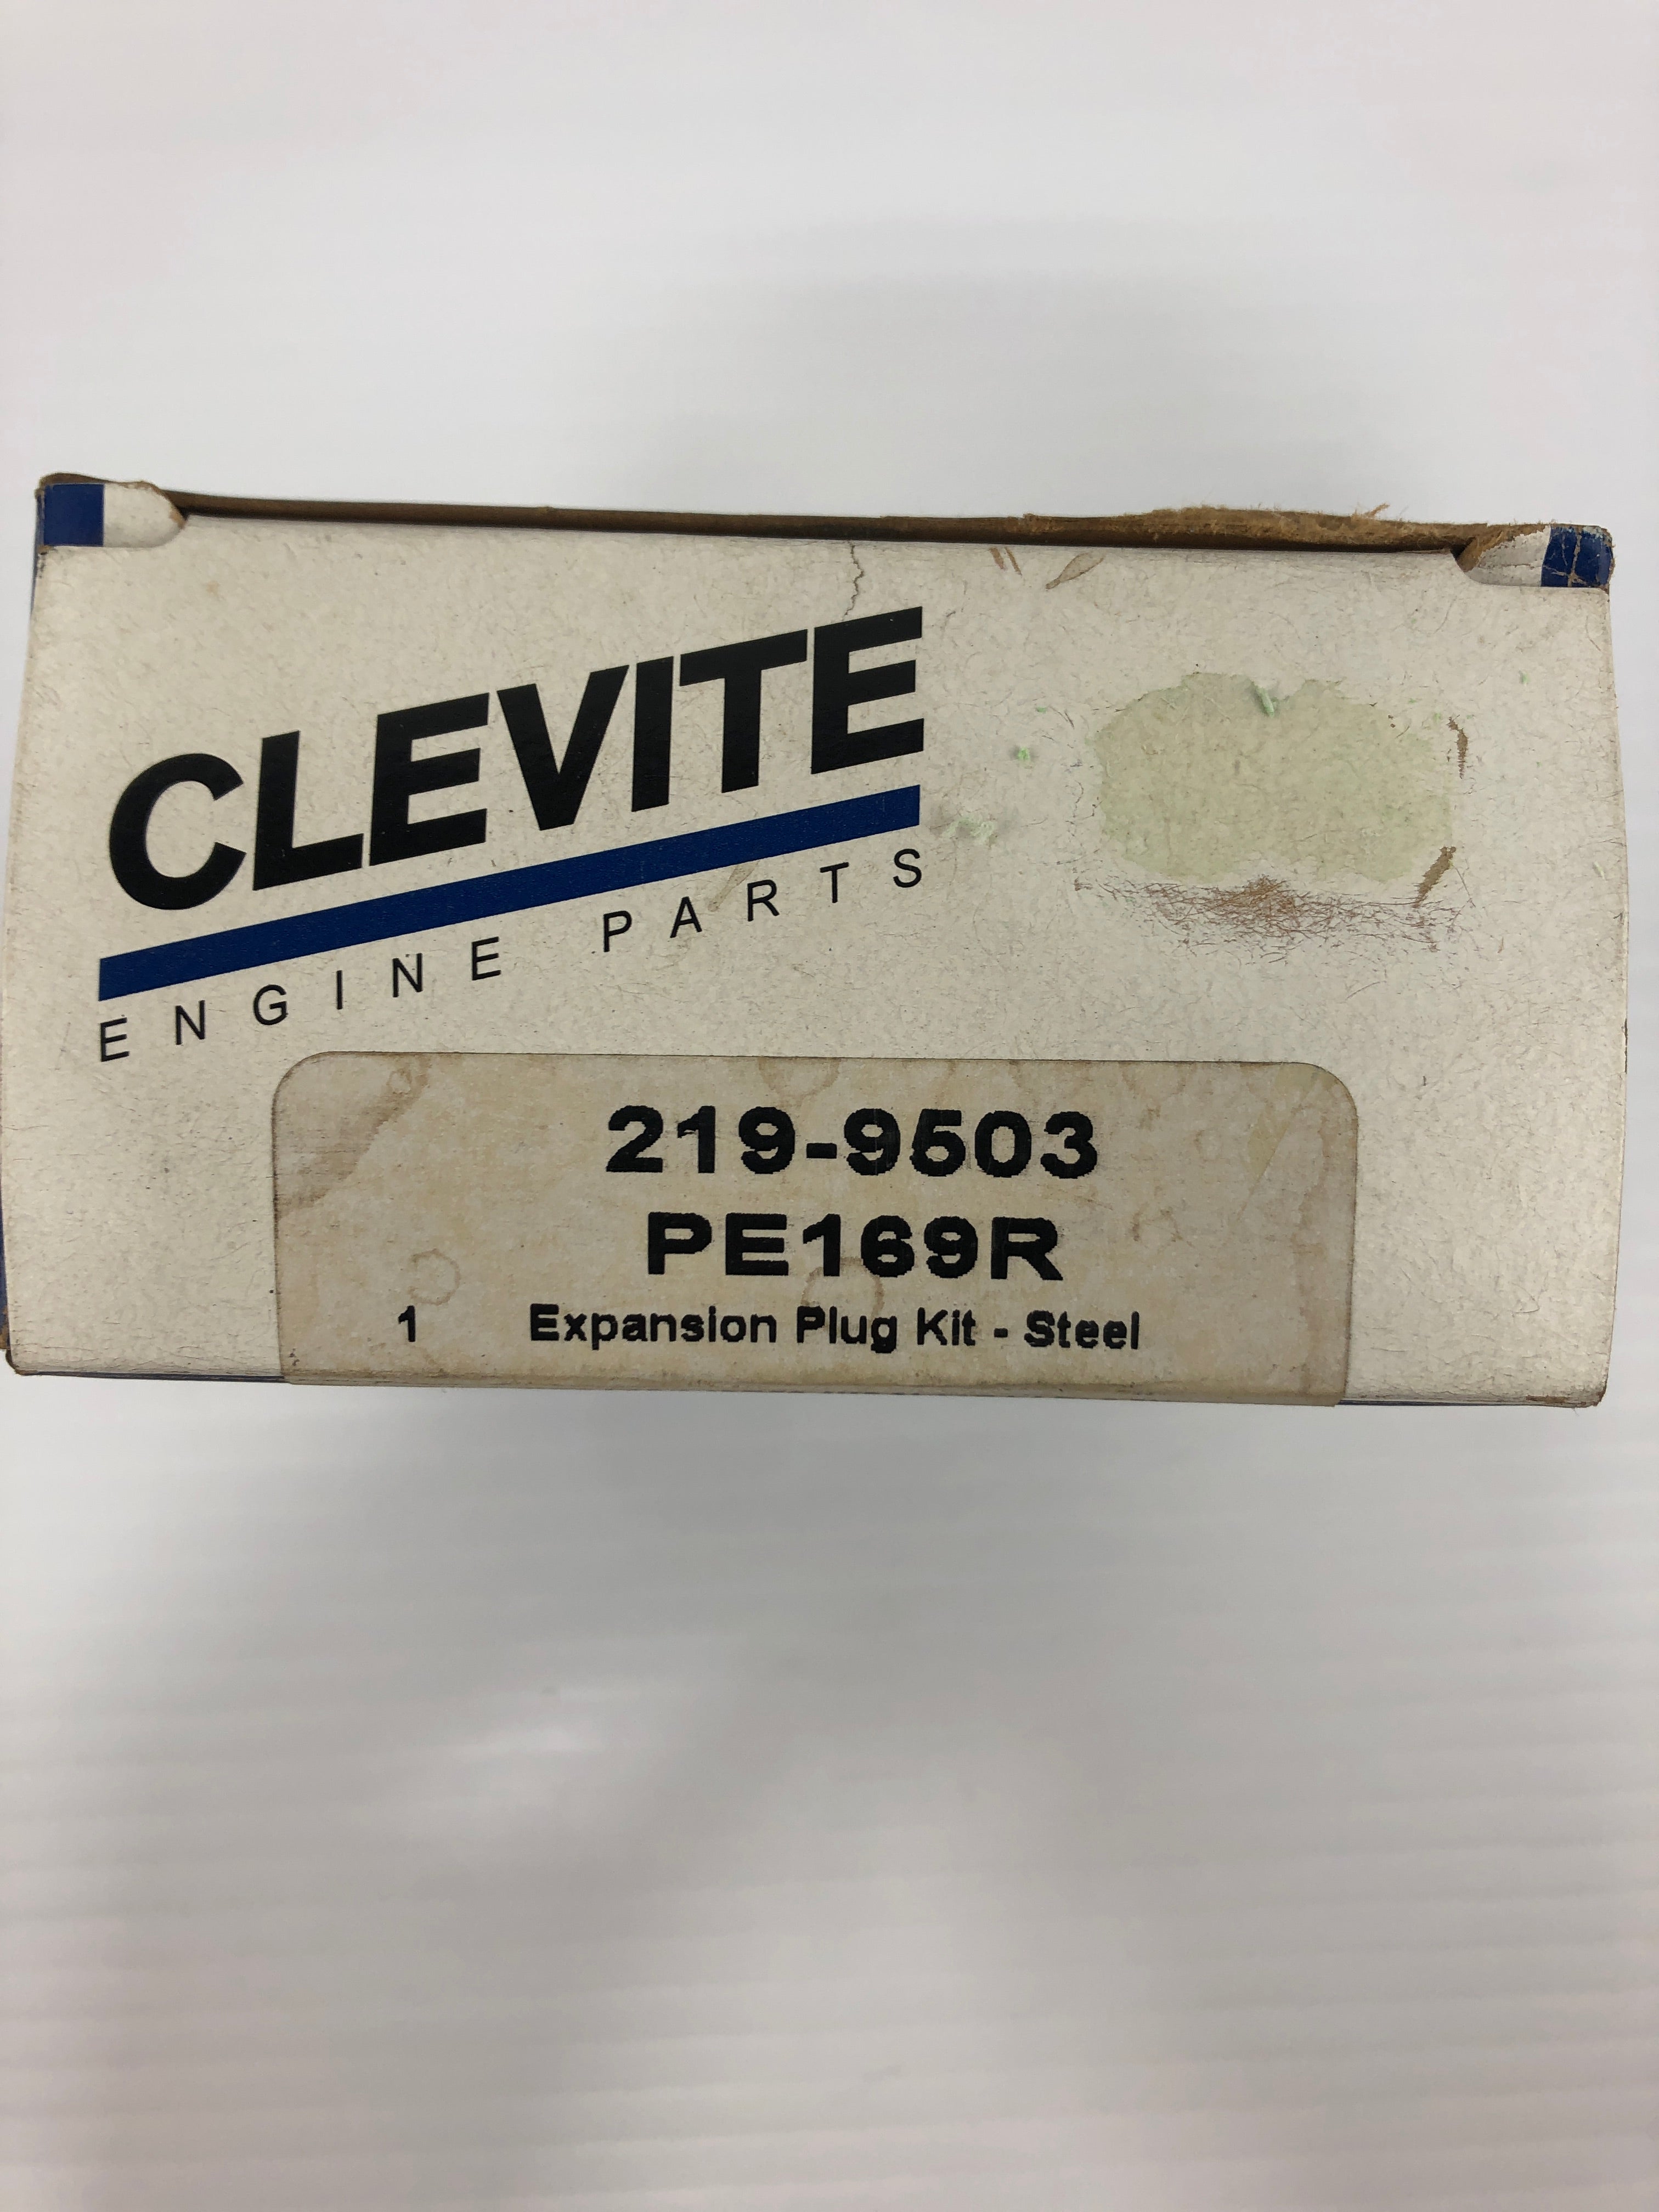 CLEVITE
ENGINE PARTS
219-9503
PE169R
1 Expansion Plug Kit - Steel